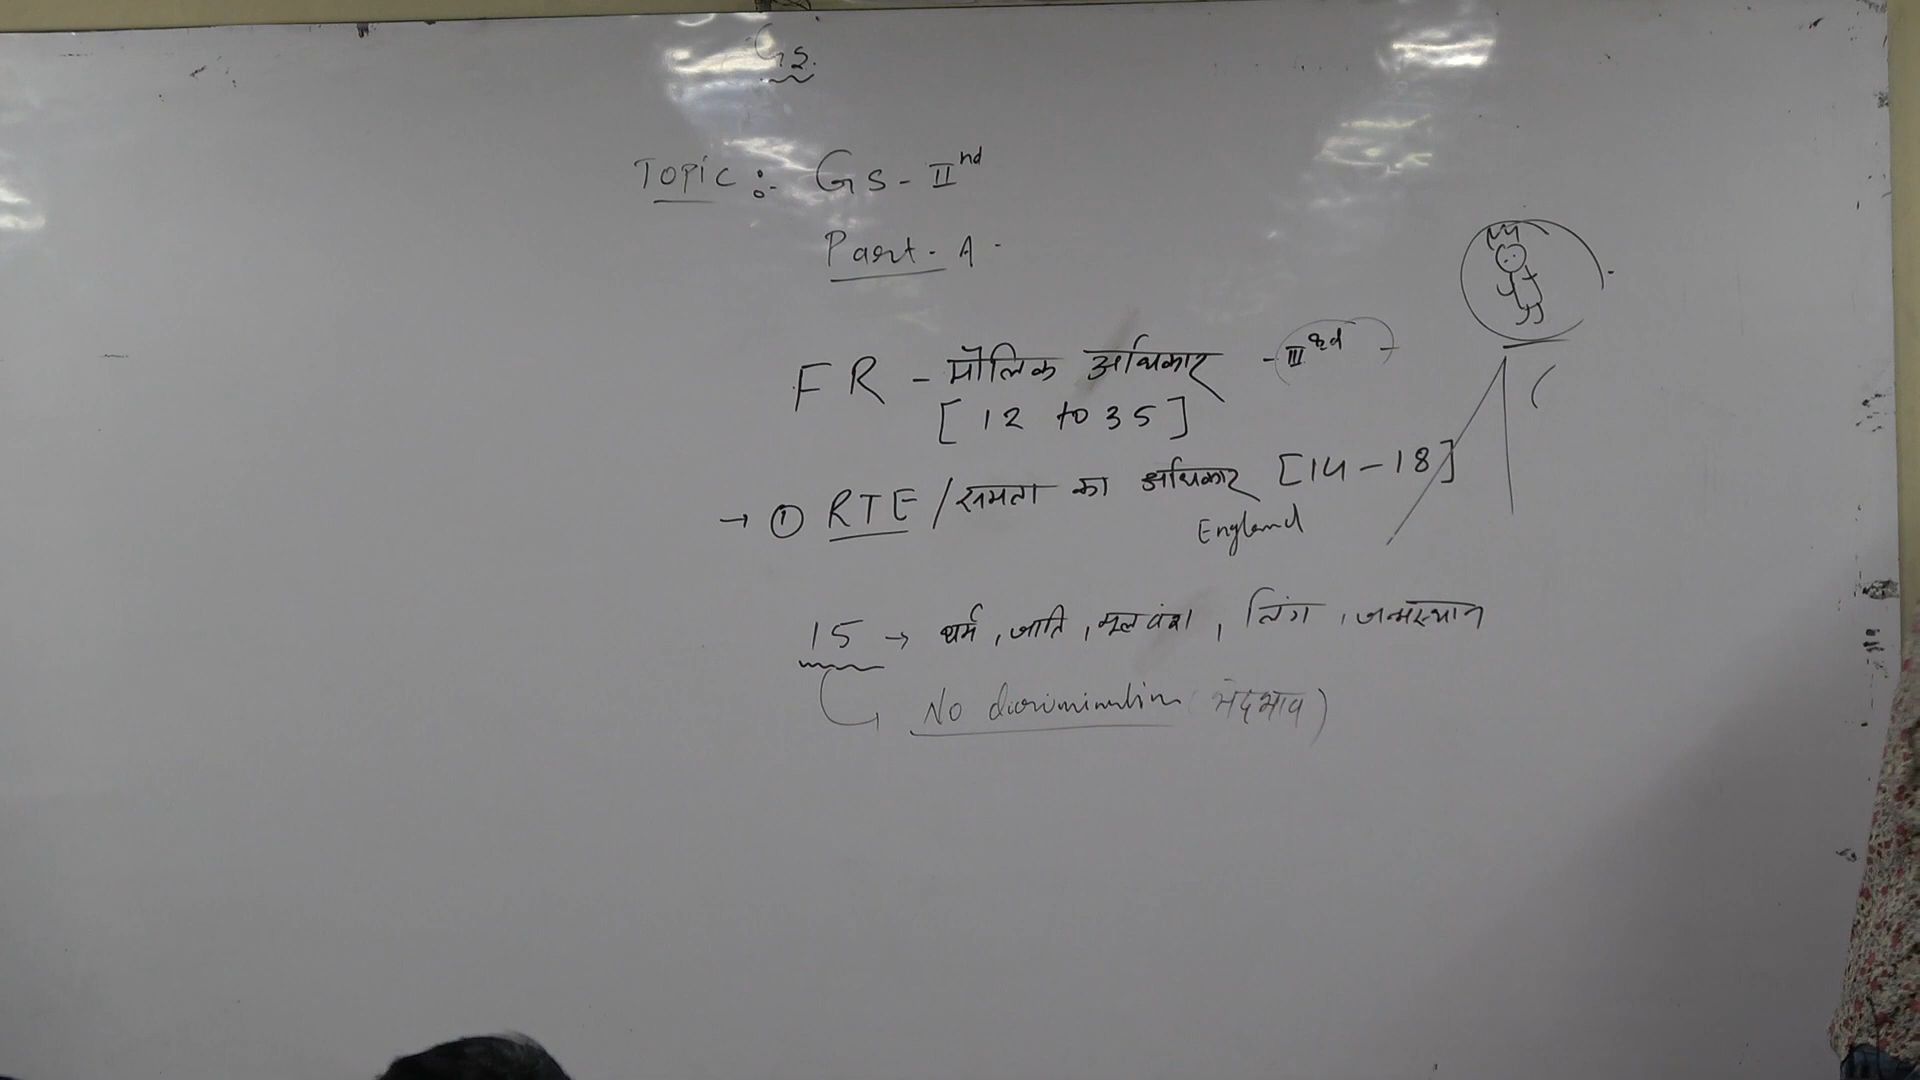 G2.
Topic :- GS - IInd
Part - A
FR - मौलिक अधिकार - III
[12 to 35]
→ ① RTE / समता का अधिकार [14 - 18]
England
15 → धर्म, जाति, मूलवंश, लिंग, जन्मस्थान
No discrimination (भेदभाव)